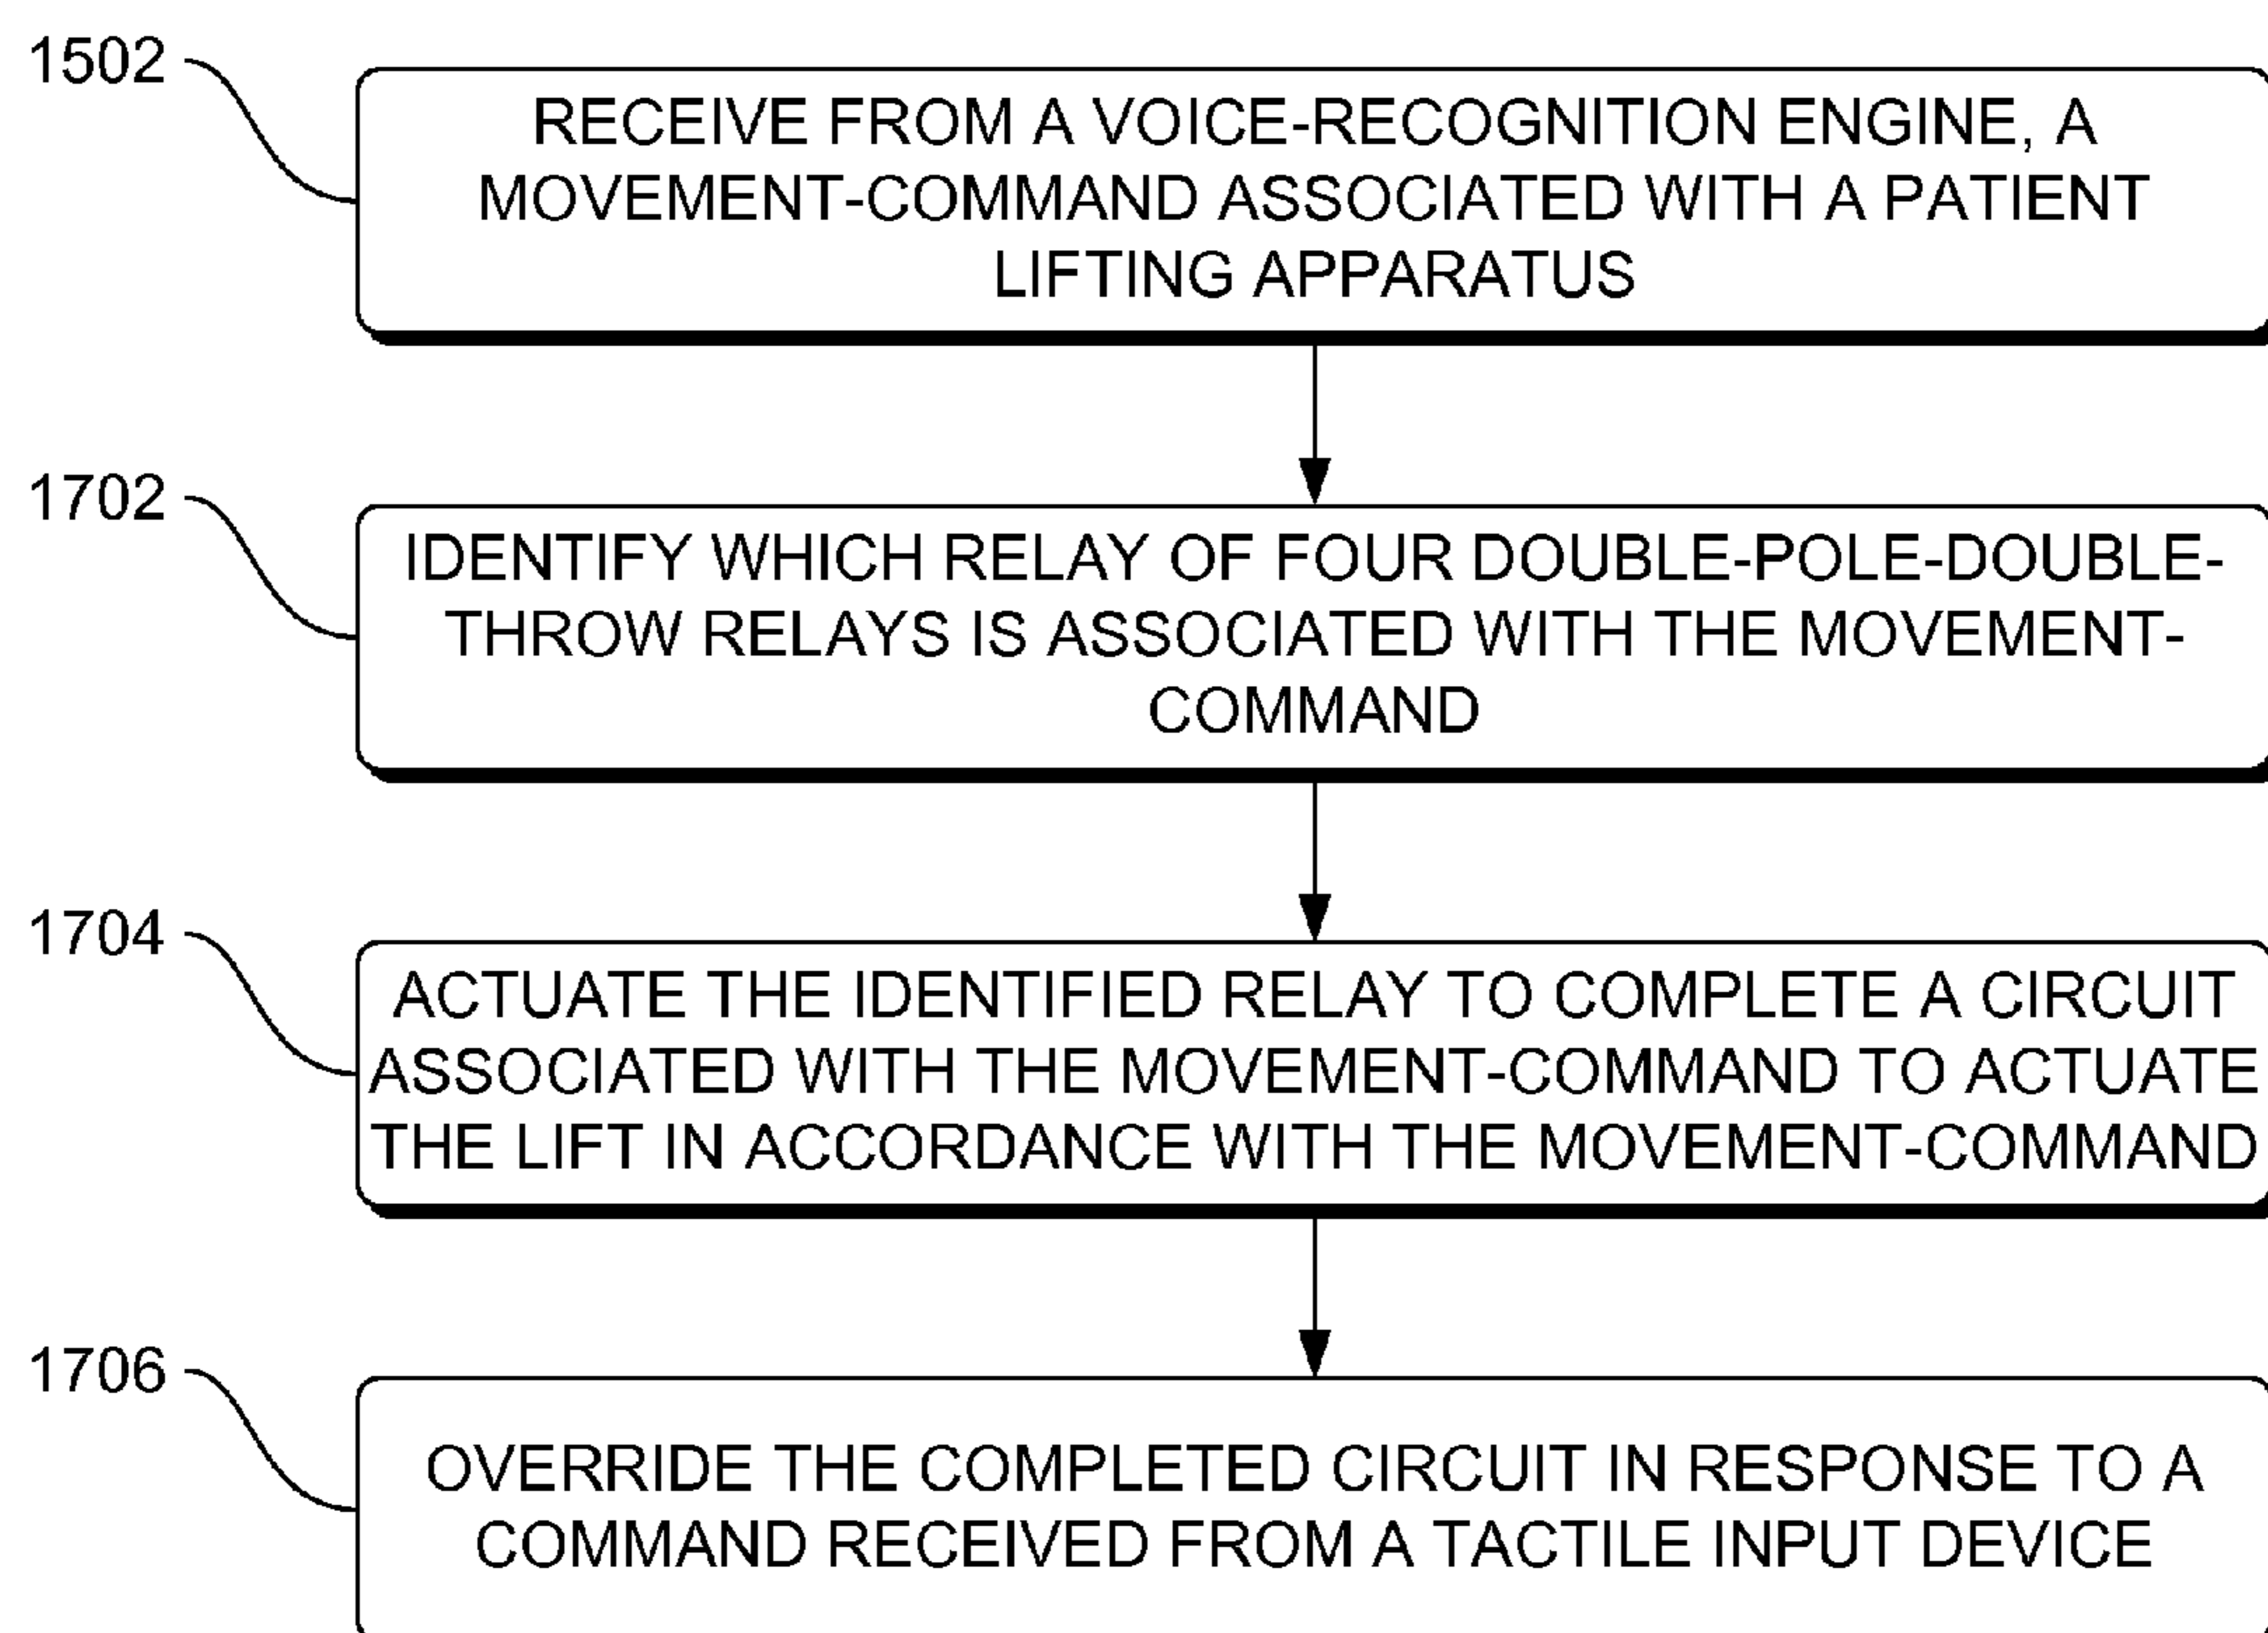 1502
RECEIVE FROM A VOICE-RECOGNITION ENGINE, A
MOVEMENT-COMMAND ASSOCIATED WITH A PATIENT
LIFTING APPARATUS
1702
IDENTIFY WHICH RELAY OF FOUR DOUBLE-POLE-DOUBLE-
THROW RELAYS IS ASSOCIATED WITH THE MOVEMENT-
COMMAND
1704
ACTUATE THE IDENTIFIED RELAY TO COMPLETE A CIRCUIT
ASSOCIATED WITH THE MOVEMENT-COMMAND TO ACTUATE
THE LIFT IN ACCORDANCE WITH THE MOVEMENT-COMMAND
1706
OVERRIDE THE COMPLETED CIRCUIT IN RESPONSE TO A
COMMAND RECEIVED FROM A TACTILE INPUT DEVICE